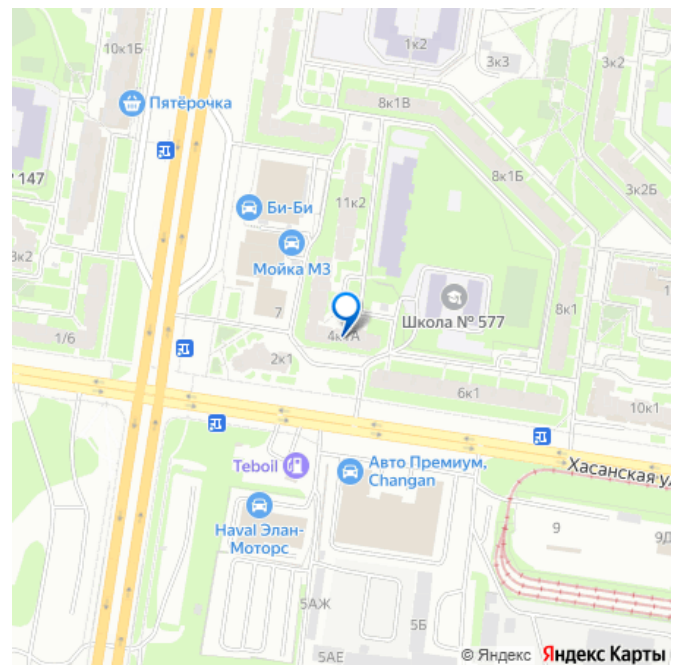 10к1Б
1к2
3к3
3к2
Пятёрочка
8к1В
147
8к1Б
3к2Б
11к2
Би-Би
Мойка М3
3к2
7
Школа № 577
8к1
1/6
2к1
6к1
10к1
Хасанская ул
Teboil
Авто Премиум,
Changan
Haval Элан-
Моторс
9
9Д
5АЖ
5Б
5АЕ
© Яндекс Яндекс Карты